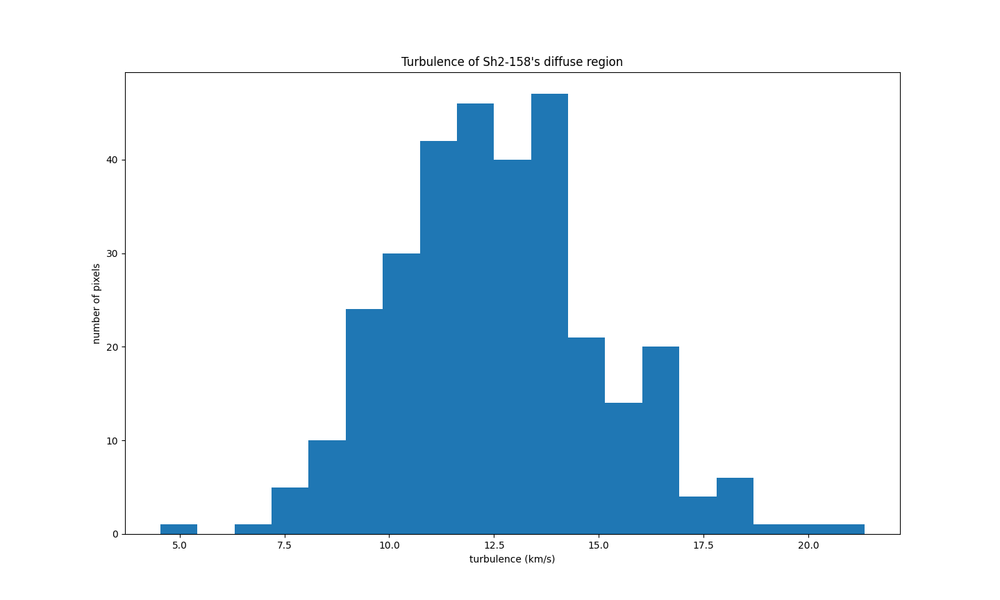 Turbulence of Sh2-158's diffuse region
40
30
20
10
0
number of pixels
5.0 7.5 10.0 12.5 15.0 17.5 20.0
turbulence (km/s)